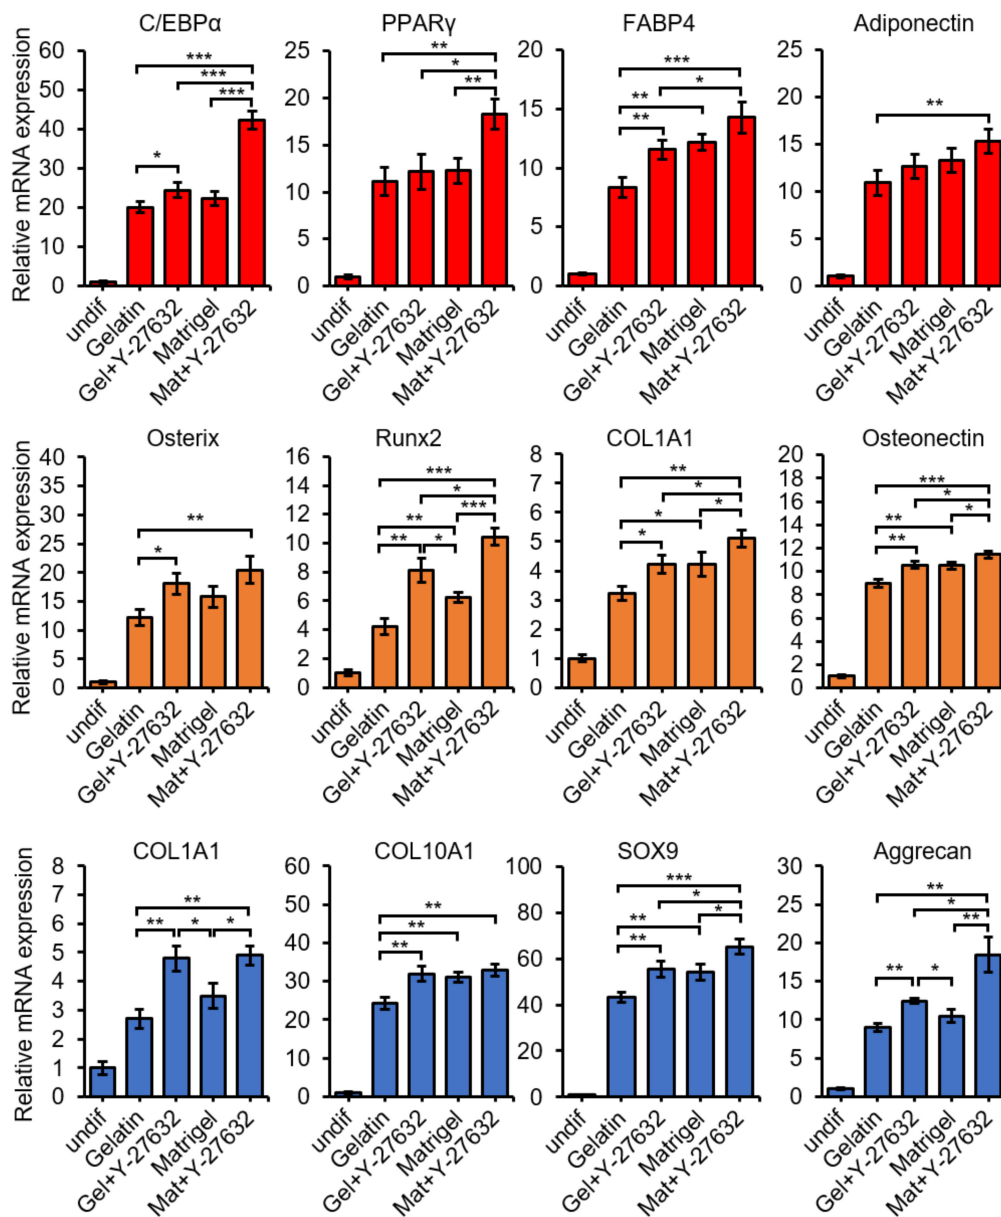 C/EBPα PPARγ FABP4 Adiponectin
Relative mRNA expression
60
50
40
30
20
10
0
***
***
***
*
undif
Gelatin
Gel+Y-27632
Matrigel
Mat+Y-27632
25
20
15
10
5
0
**
*
**
undif
Gelatin
Gel+Y-27632
Matrigel
Mat+Y-27632
20
15
10
5
0
***
*
**
**
undif
Gelatin
Gel+Y-27632
Matrigel
Mat+Y-27632
25
20
15
10
5
0
**
undif
Gelatin
Gel+Y-27632
Matrigel
Mat+Y-27632
Osterix Runx2 COL1A1 Osteonectin
Relative mRNA expression
40
35
30
25
20
15
10
5
0
**
*
undif
Gelatin
Gel+Y-27632
Matrigel
Mat+Y-27632
16
14
12
10
8
6
4
2
0
***
*
***
**
**
*
undif
Gelatin
Gel+Y-27632
Matrigel
Mat+Y-27632
8
7
6
5
4
3
2
1
0
**
*
*
*
*
undif
Gelatin
Gel+Y-27632
Matrigel
Mat+Y-27632
20
18
16
14
12
10
8
6
4
2
0
***
*
*
**
**
undif
Gelatin
Gel+Y-27632
Matrigel
Mat+Y-27632
COL1A1 COL10A1 SOX9 Aggrecan
Relative mRNA expression
8
7
6
5
4
3
2
1
0
**
**
*
*
undif
Gelatin
Gel+Y-27632
Matrigel
Mat+Y-27632
60
50
40
30
20
10
0
**
**
**
undif
Gelatin
Gel+Y-27632
Matrigel
Mat+Y-27632
100
80
60
40
20
0
***
*
*
**
**
undif
Gelatin
Gel+Y-27632
Matrigel
Mat+Y-27632
30
25
20
15
10
5
0
**
*
**
**
*
undif
Gelatin
Gel+Y-27632
Matrigel
Mat+Y-27632